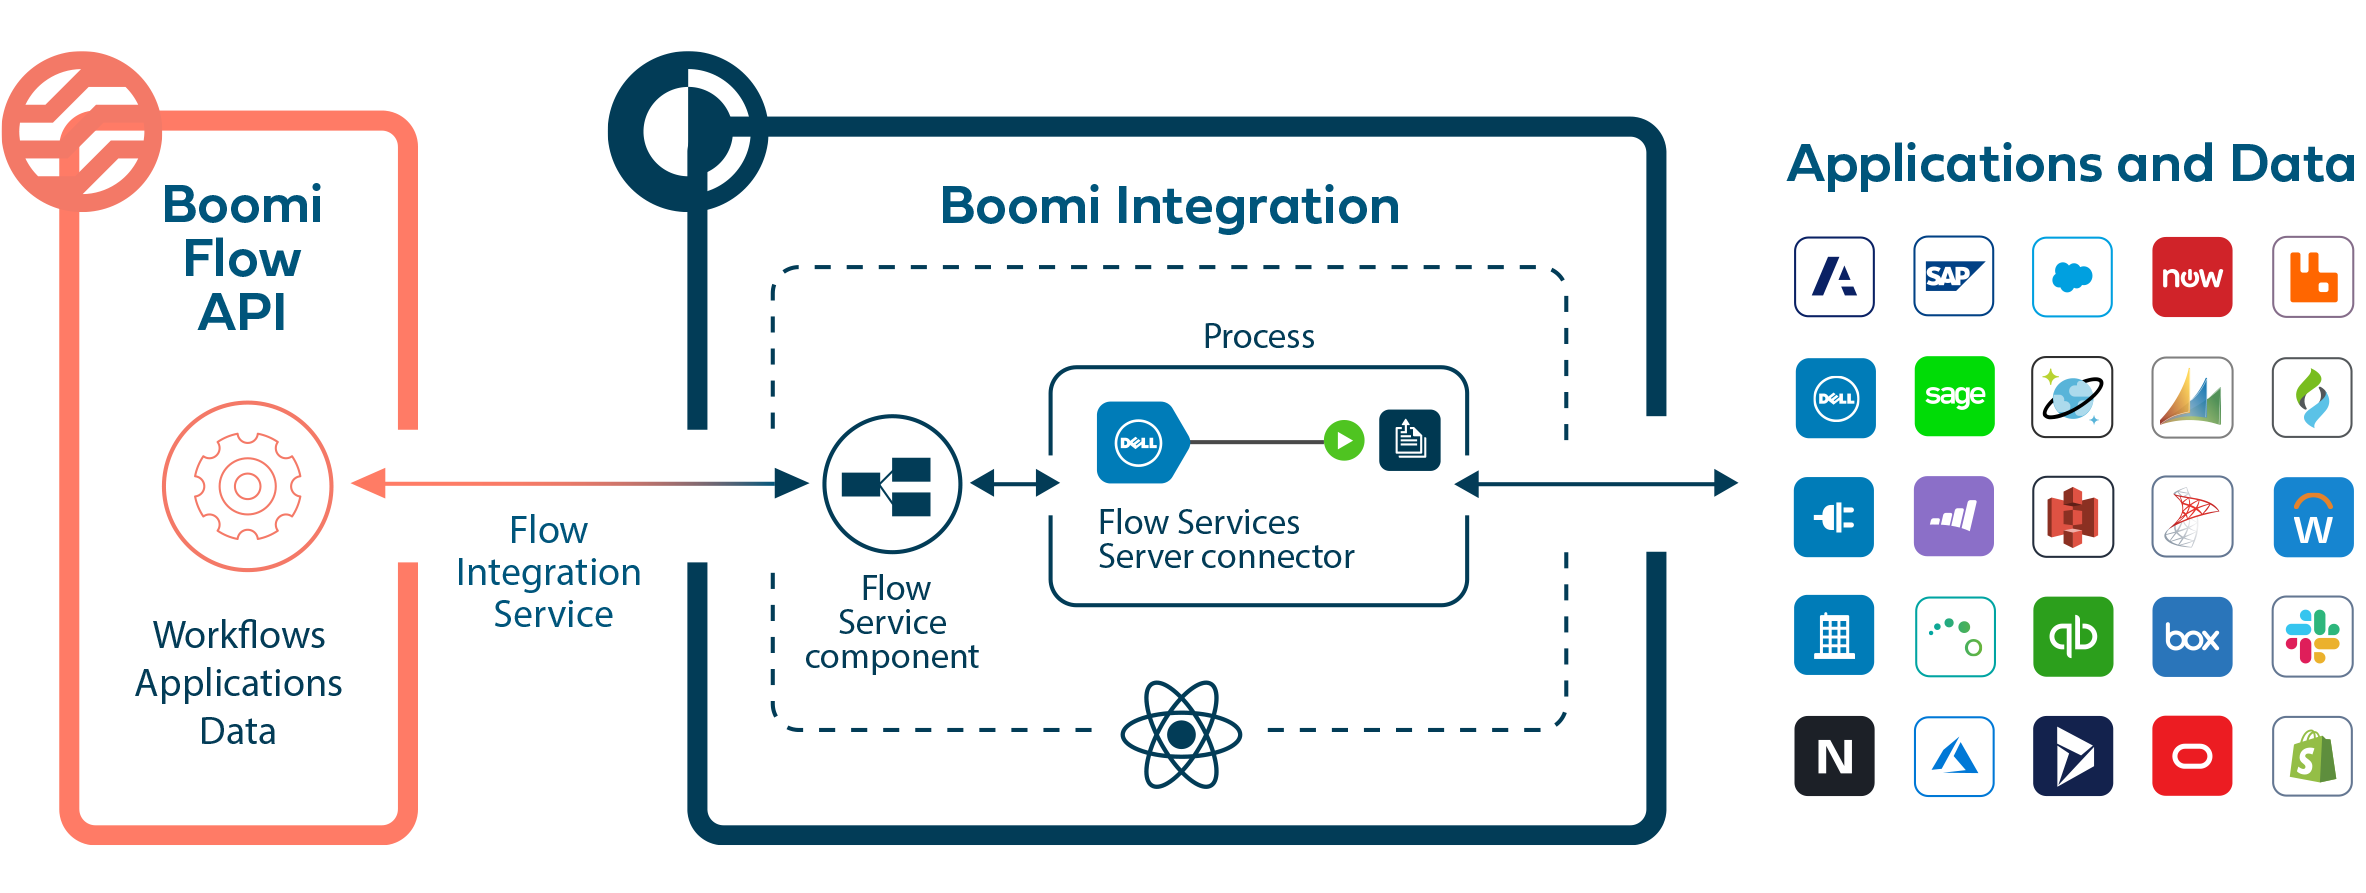 Boomi
Flow
API
Workflows
Applications
Data
Flow
Integration
Service
Boomi Integration
Flow
Service
component
Process
DELL
Flow Services
Server connector
Applications and Data
A
SAP
now
DELL
sage
W
qb
box
N
S